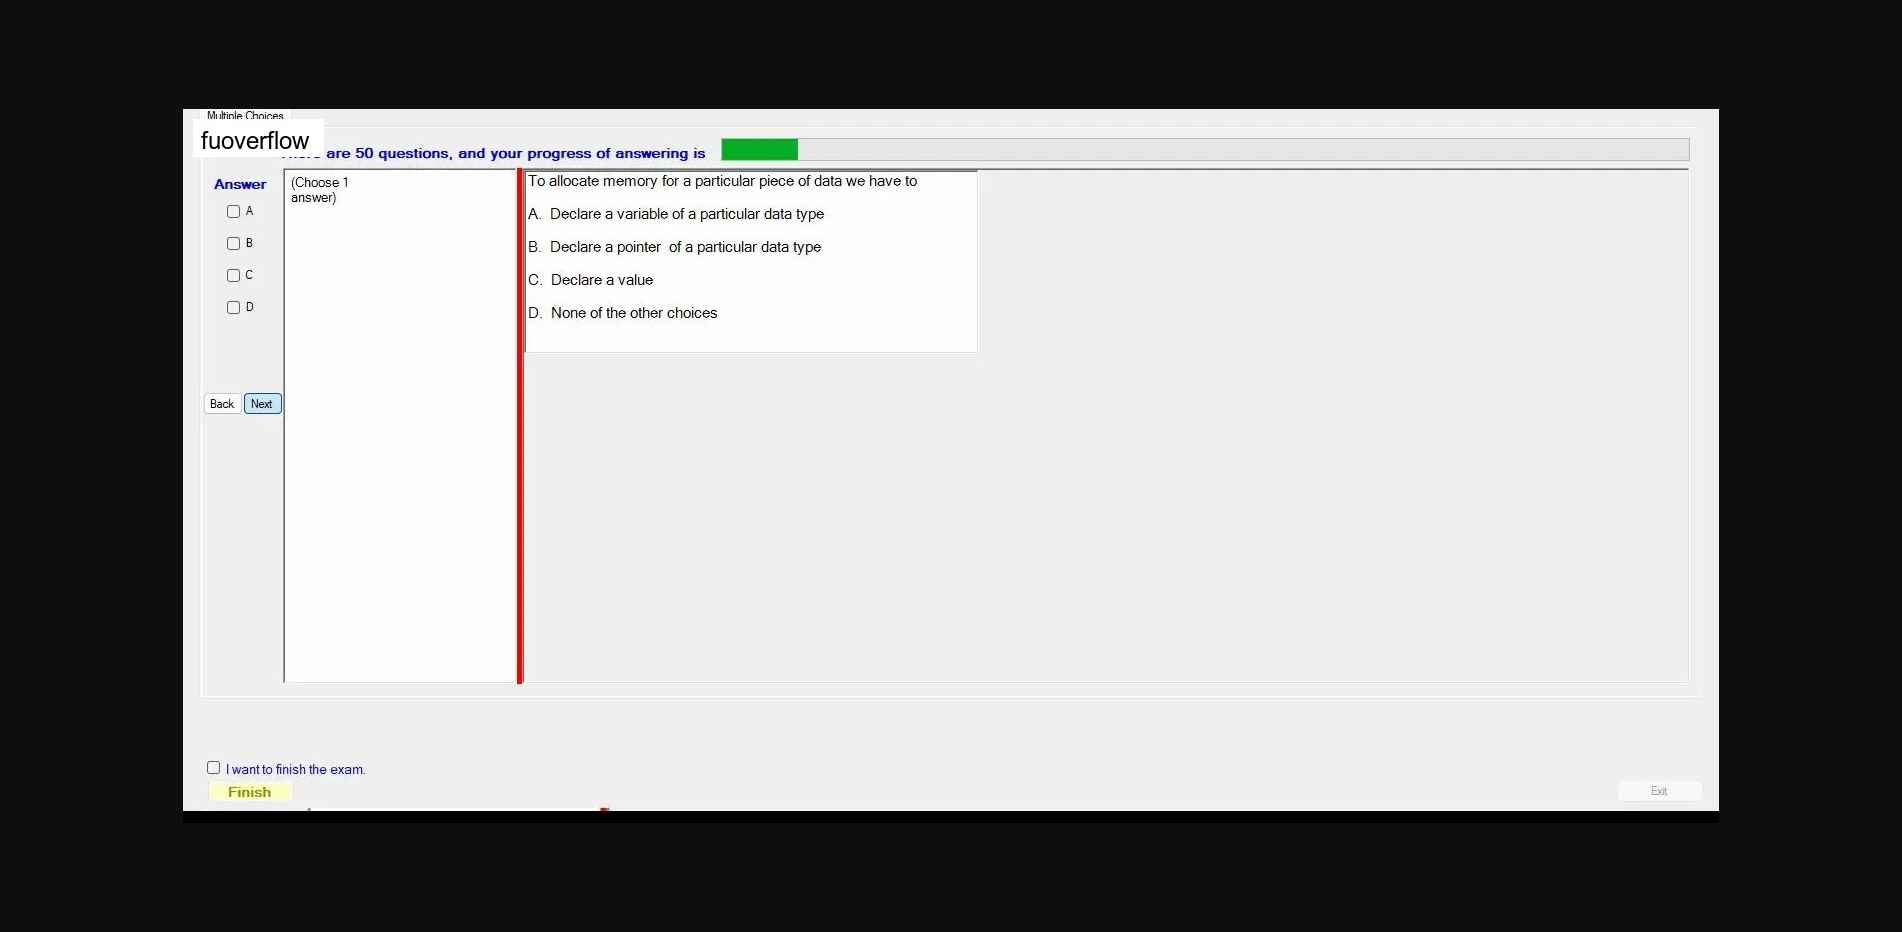 Multiple Choices
fuoverflow
are 50 questions, and your progress of answering is
Answer
(Choose 1
answer)
A
B
C
D
To allocate memory for a particular piece of data we have to
A. Declare a variable of a particular data type
B. Declare a pointer of a particular data type
C. Declare a value
D. None of the other choices
Back Next
I want to finish the exam.
Finish
Exit